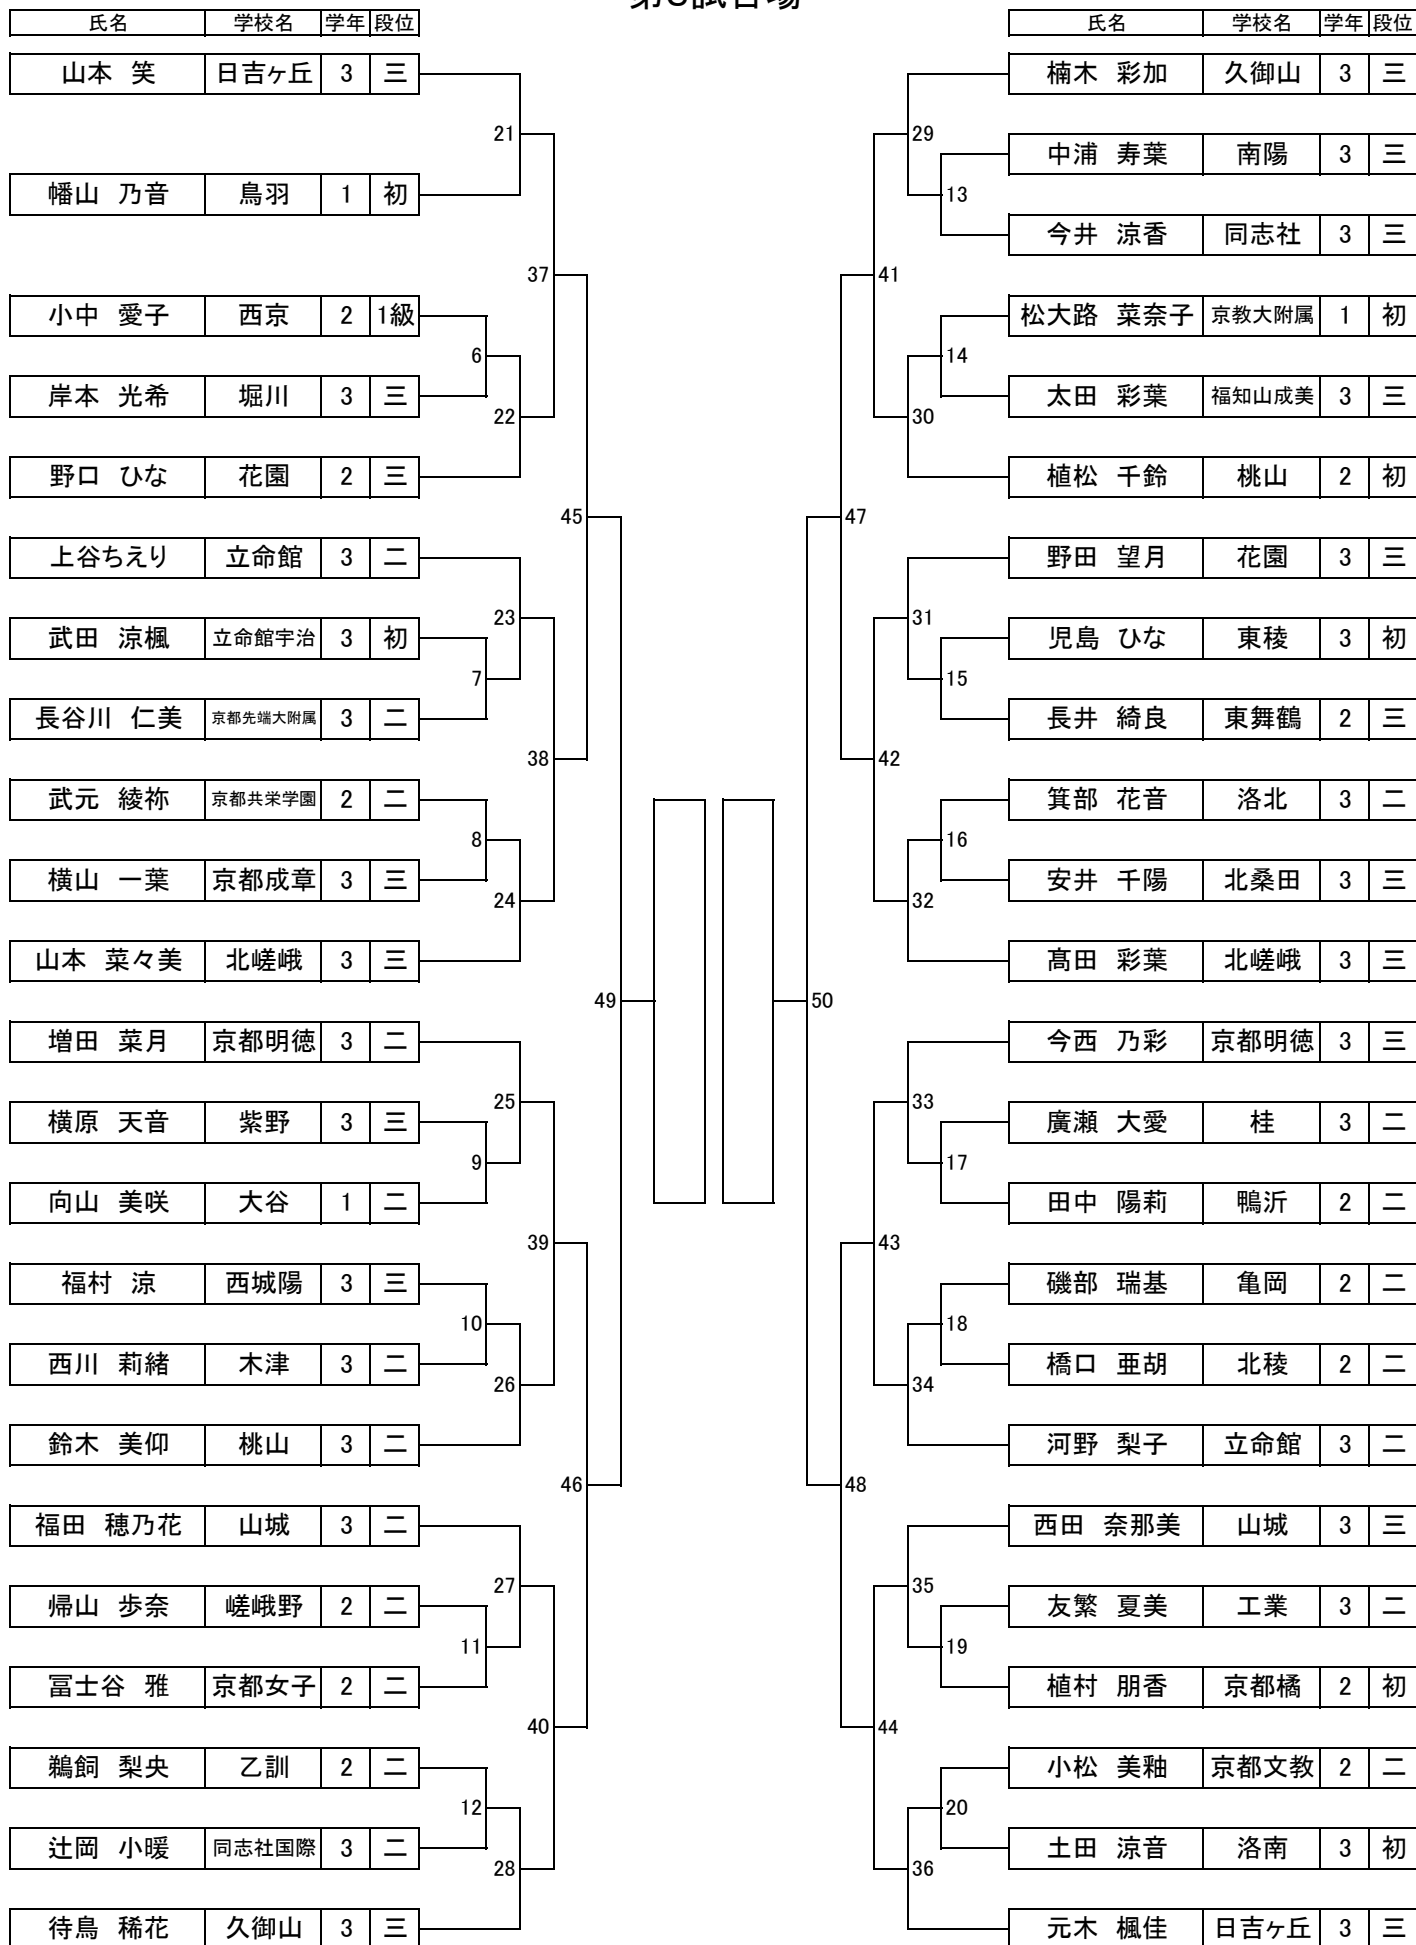 氏名 学校名 学年 段位 氏名 学校名 学年 段位
山本 笑 日吉ヶ丘 3 三 楠木 彩加 久御山 3 三
21 29
中浦 寿葉 南陽 3 三
幡山 乃音 鳥羽 1 初 13
今井 涼香 同志社 3 三
37 41
小中 愛子 西京 2 1級 松大路 菜奈子 京教大附属 1 初
6 14
岸本 光希 堀川 3 三 太田 彩葉 福知山成美 3 三
22 30
野口 ひな 花園 2 三 植松 千鈴 桃山 2 初
45 47
上谷ちえり 立命館 3 二 野田 望月 花園 3 三
23 31
武田 涼楓 立命館宇治 3 初 児島 ひな 東稜 3 初
7 15
長谷川 仁美 京都先端大附属 3 二 長井 綺良 東舞鶴 2 三
38 42
武元 綾祢 京都共栄学園 2 二 箕部 花音 洛北 3 二
8 16
横山 一葉 京都成章 3 三 安井 千陽 北桑田 3 三
24 32
山本 菜々美 北嵯峨 3 三 髙田 彩葉 北嵯峨 3 三
49 50
増田 菜月 京都明徳 3 二 今西 乃彩 京都明徳 3 三
25 33
横原 天音 紫野 3 三 廣瀬 大愛 桂 3 二
9 17
向山 美咲 大谷 1 二 田中 陽莉 鴨沂 2 二
39 43
福村 涼 西城陽 3 三 磯部 瑞基 亀岡 2 二
10 18
西川 莉緒 木津 3 二 橋口 亜胡 北稜 2 二
26 34
鈴木 美仰 桃山 3 二 河野 梨子 立命館 3 二
46 48
福田 穂乃花 山城 3 二 西田 奈那美 山城 3 三
27 35
帰山 歩奈 嵯峨野 2 二 友繁 夏美 工業 3 二
11 19
冨士谷 雅 京都女子 2 二 植村 朋香 京都橘 2 初
40 44
鵜飼 梨央 乙訓 2 二 小松 美釉 京都文教 2 二
12 20
辻岡 小暖 同志社国際 3 二 土田 涼音 洛南 3 初
28 36
待鳥 稀花 久御山 3 三 元木 楓佳 日吉ヶ丘 3 三